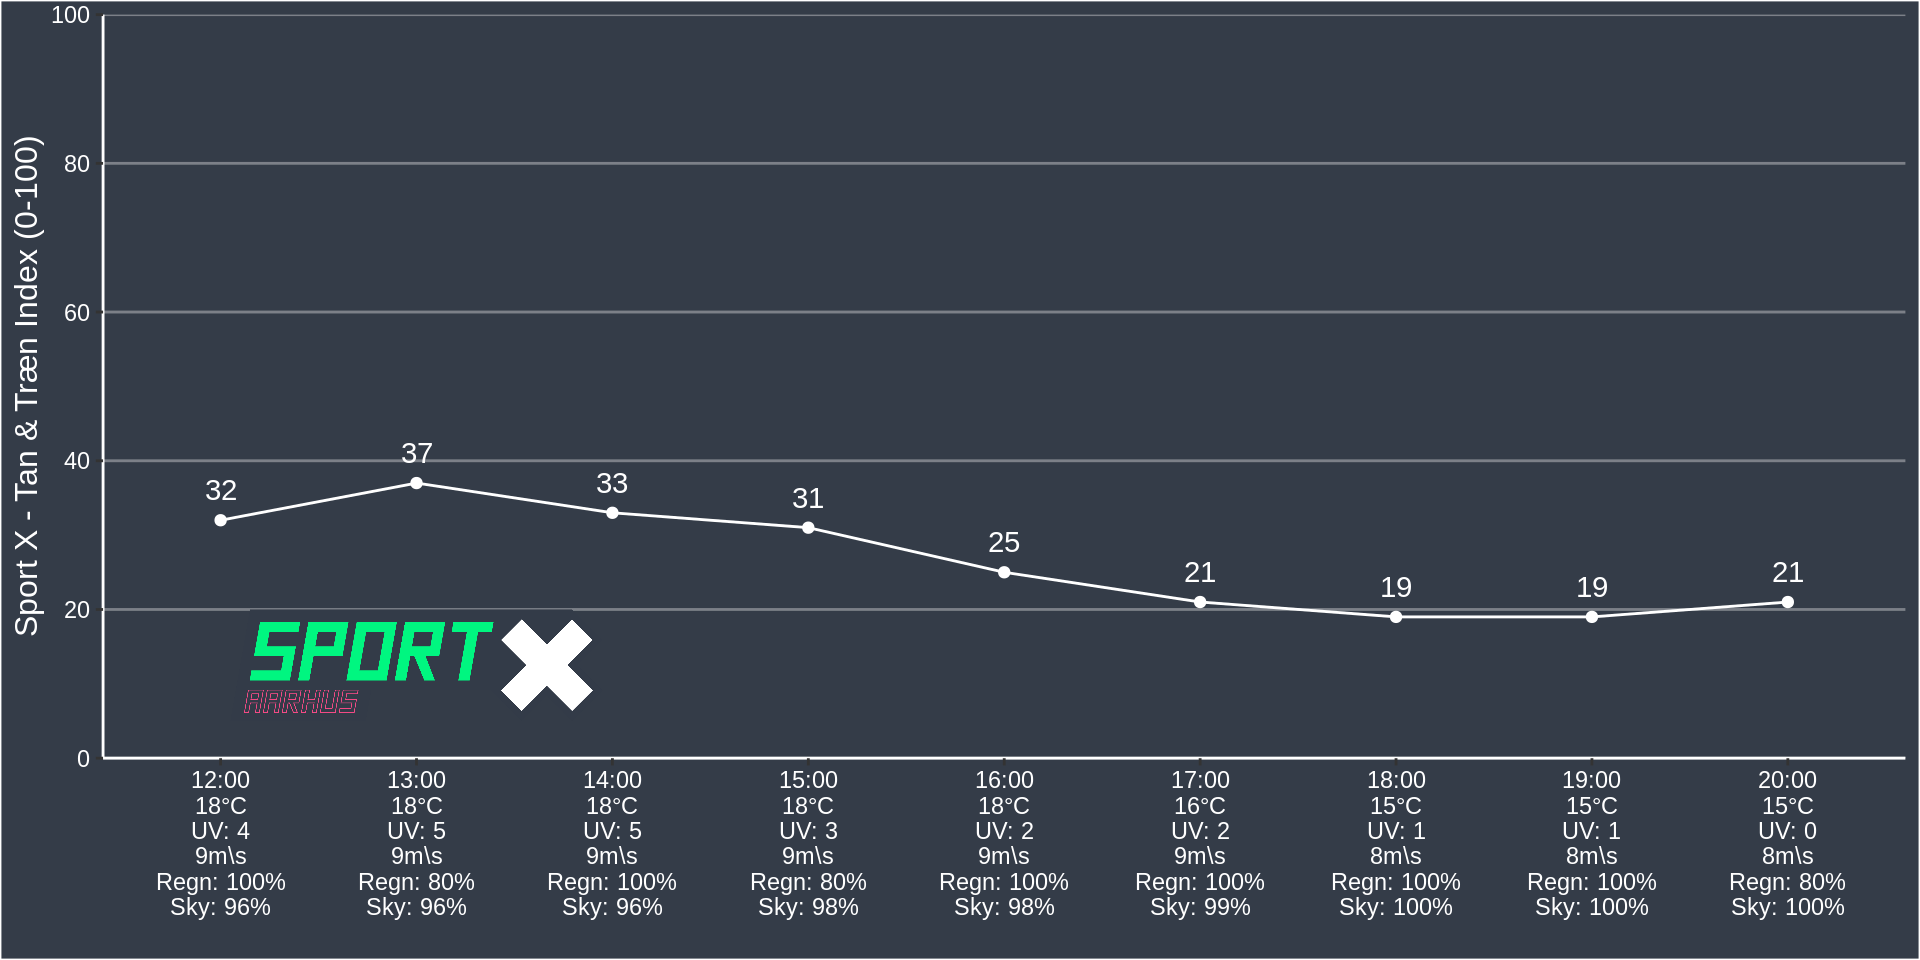 Sport X - Tan & Træn Index (0-100)
100
80
60
40
20
0
32
37
33
31
25
21
19
19
21
SPORT X
AARHUS
12:00 13:00 14:00 15:00 16:00 17:00 18:00 19:00 20:00
18°C 18°C 18°C 18°C 18°C 16°C 15°C 15°C 15°C
UV: 4 UV: 5 UV: 5 UV: 3 UV: 2 UV: 2 UV: 1 UV: 1 UV: 0
9m\s 9m\s 9m\s 9m\s 9m\s 9m\s 8m\s 8m\s 8m\s
Regn: 100% Regn: 80% Regn: 100% Regn: 80% Regn: 100% Regn: 100% Regn: 100% Regn: 100% Regn: 80%
Sky: 96% Sky: 96% Sky: 96% Sky: 98% Sky: 98% Sky: 99% Sky: 100% Sky: 100% Sky: 100%